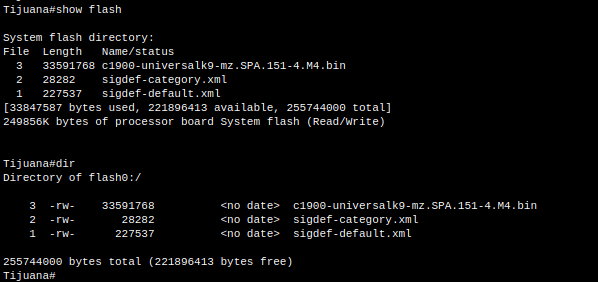 Tijuana#show flash
System flash directory:
File  Length   Name/status
  3   33591768 c1900-universalk9-mz.SPA.151-4.M4.bin
  2   28282    sigdef-category.xml
  1   227537   sigdef-default.xml
[33847587 bytes used, 221896413 available, 255744000 total]
249856K bytes of processor board System flash (Read/Write)
Tijuana#dir
Directory of flash0:/
    3  -rw-    33591768          <no date>  c1900-universalk9-mz.SPA.151-4.M4.bin
    2  -rw-       28282          <no date>  sigdef-category.xml
    1  -rw-      227537          <no date>  sigdef-default.xml
255744000 bytes total (221896413 bytes free)
Tijuana#